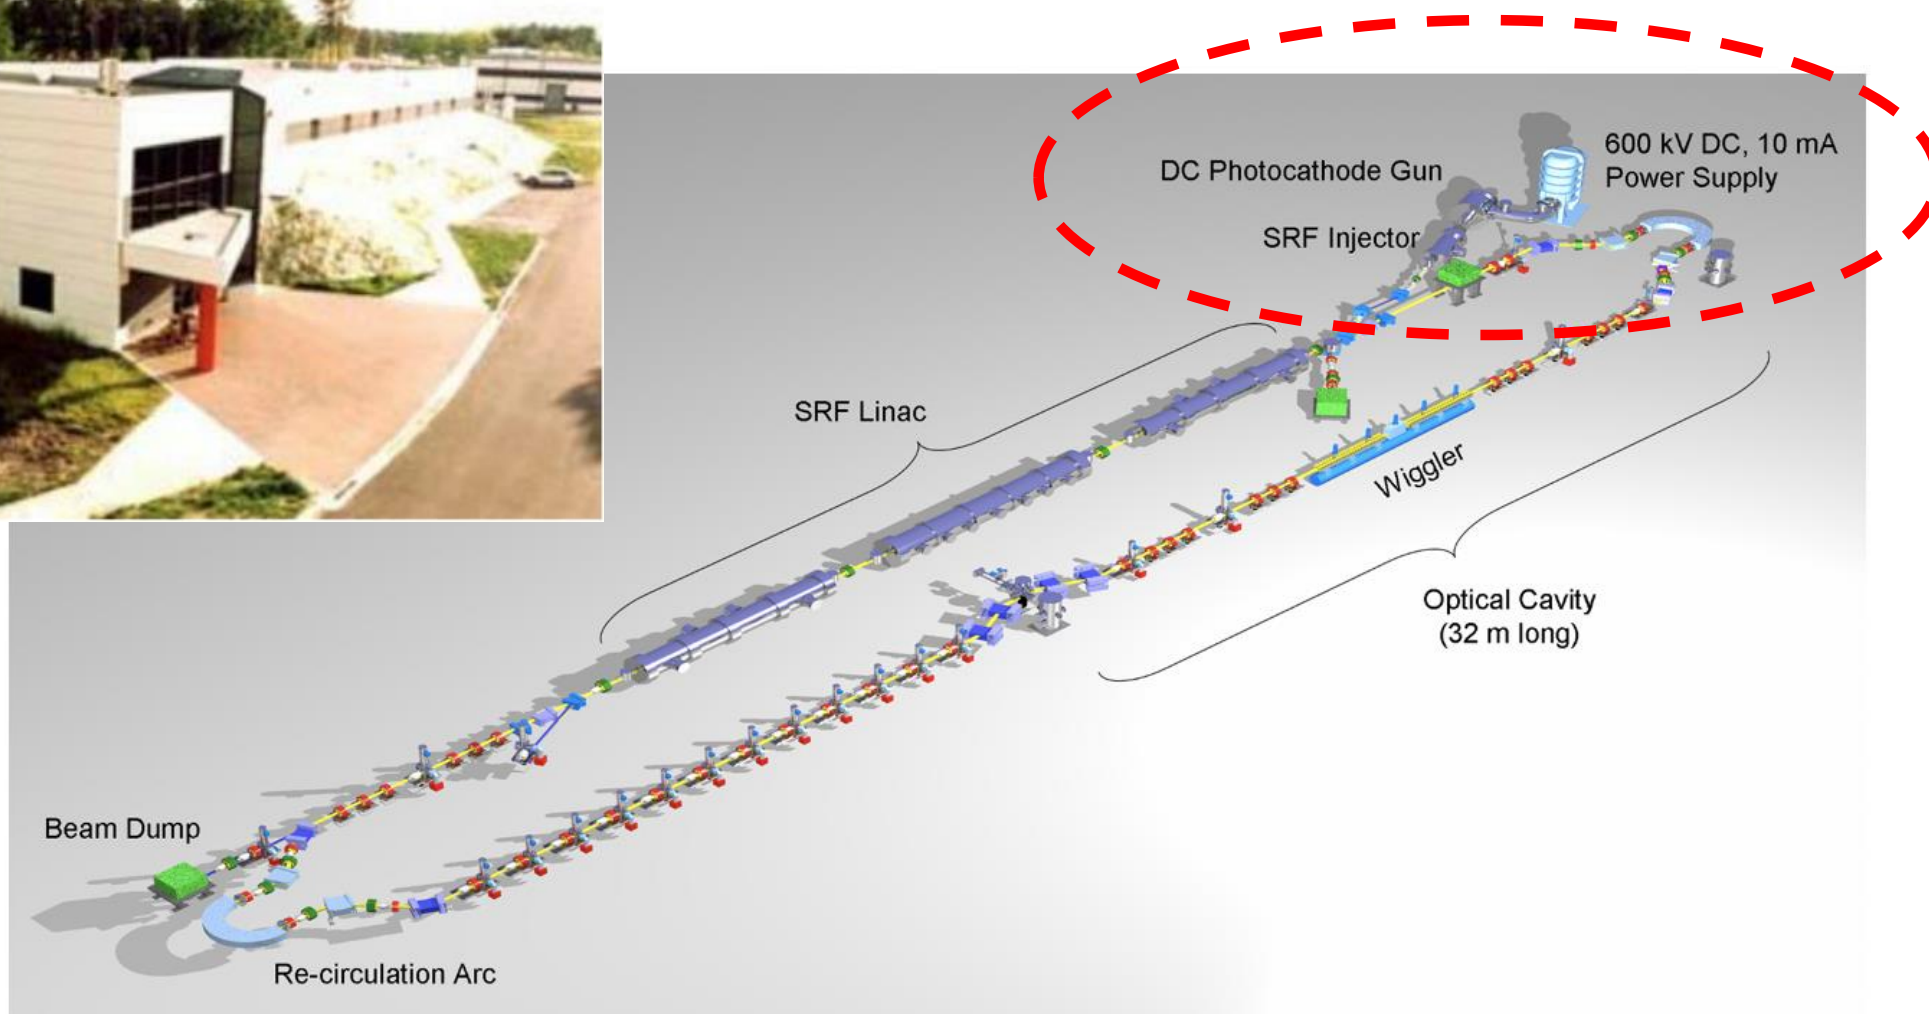 600 kV DC, 10 mA
Power Supply
DC Photocathode Gun
SRF Injector
SRF Linac
Wiggler
Optical Cavity
(32 m long)
Beam Dump
Re-circulation Arc